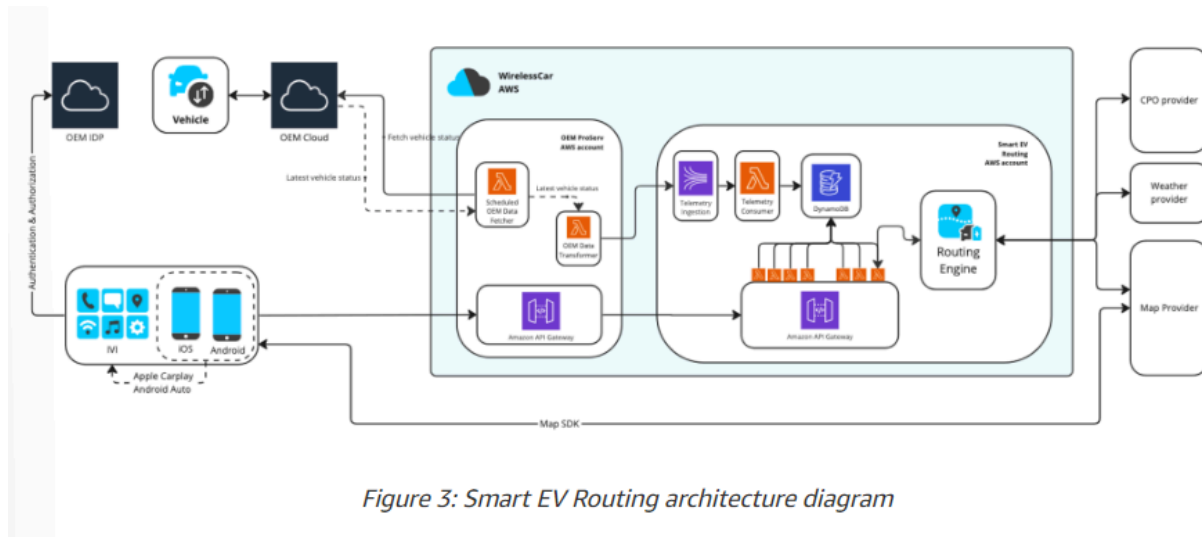 WirelessCar
AWS
OEM IDP
Vehicle
OEM Cloud
Fetch vehicle status
Latest vehicle status
Authentication & Authorization
OEM ProServ
AWS account
Scheduled
OEM Data
Fetcher
Latest vehicle status
OEM Data
Transformer
Amazon API Gateway
Smart EV
Routing
AWS account
Telemetry
Ingestion
Telemetry
Consumer
DynamoDB
Routing
Engine
Amazon API Gateway
CPO provider
Weather
provider
Map Provider
IVI
iOS
Android
Apple Carplay
Android Auto
Map SDK
Figure 3: Smart EV Routing architecture diagram